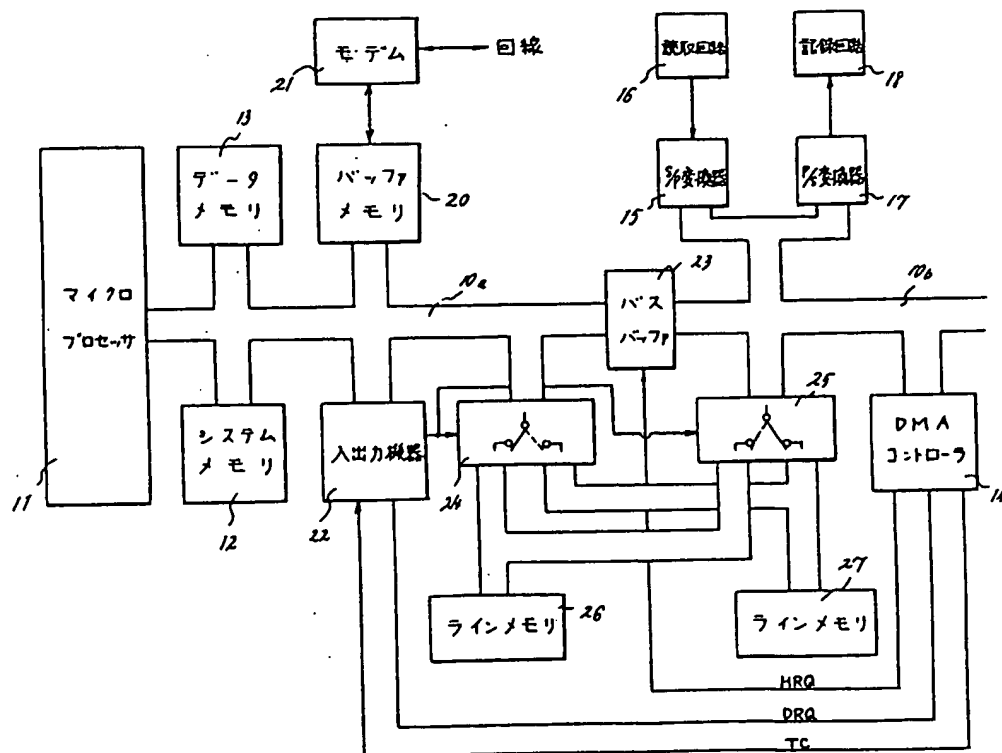 モデム
回線
21
読取回路
16
記録回路
18
13
データ
メモリ
バッファ
メモリ
20
S/P変換器
15
P/S変換器
17
マイクロ
プロセッサ
11
10a
23
バス
バッファ
10b
システム
メモリ
12
入出力機器
22
24
25
DMA
コントローラ
14
ラインメモリ
26
ラインメモリ
27
HRQ
DRQ
TC